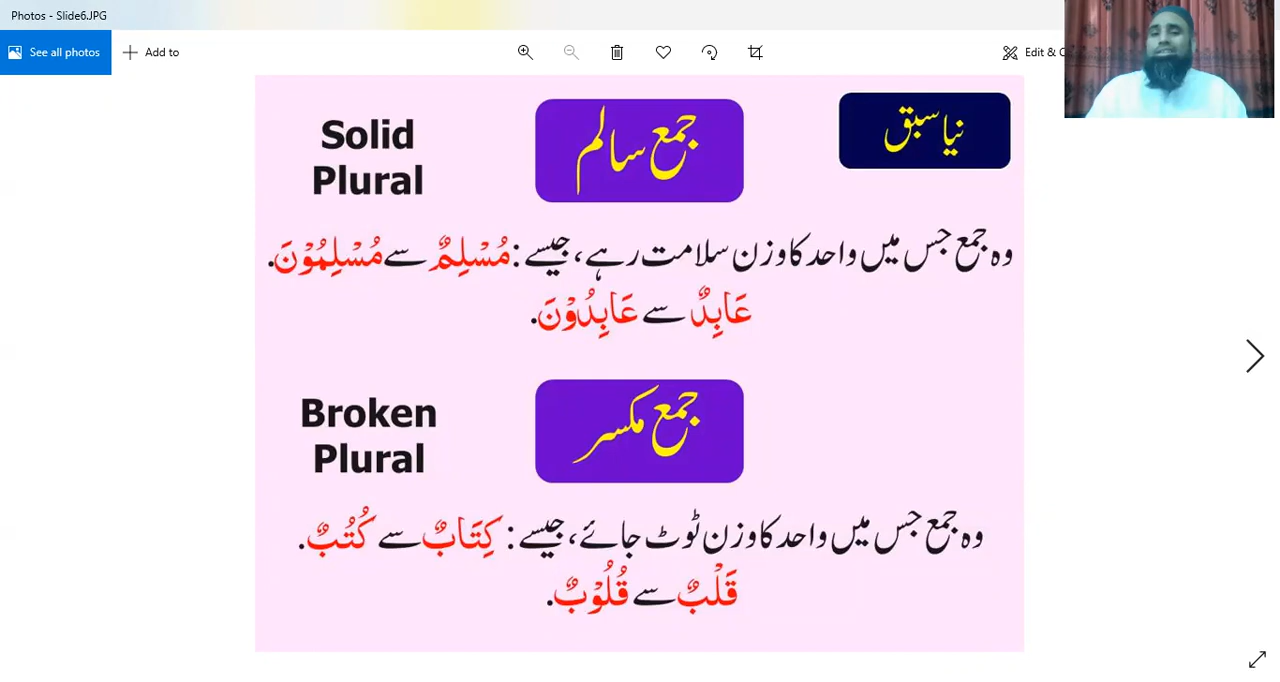 Photos - Slide6.JPG
See all photos
Add to
Edit & C
نیا سبق
Solid
Plural
جمع سالم
وہ جمع جس میں واحد کا وزن سلامت رہے، جیسے: مُسْلِمٌ سے مُسْلِمُوْنَ.
عَابِدٌ سے عَابِدُوْنَ.
Broken
Plural
جمع مکسر
وہ جمع جس میں واحد کا وزن ٹوٹ جائے، جیسے: كِتَابٌ سے كُتُبٌ.
قَلْبٌ سے قُلُوْبٌ.